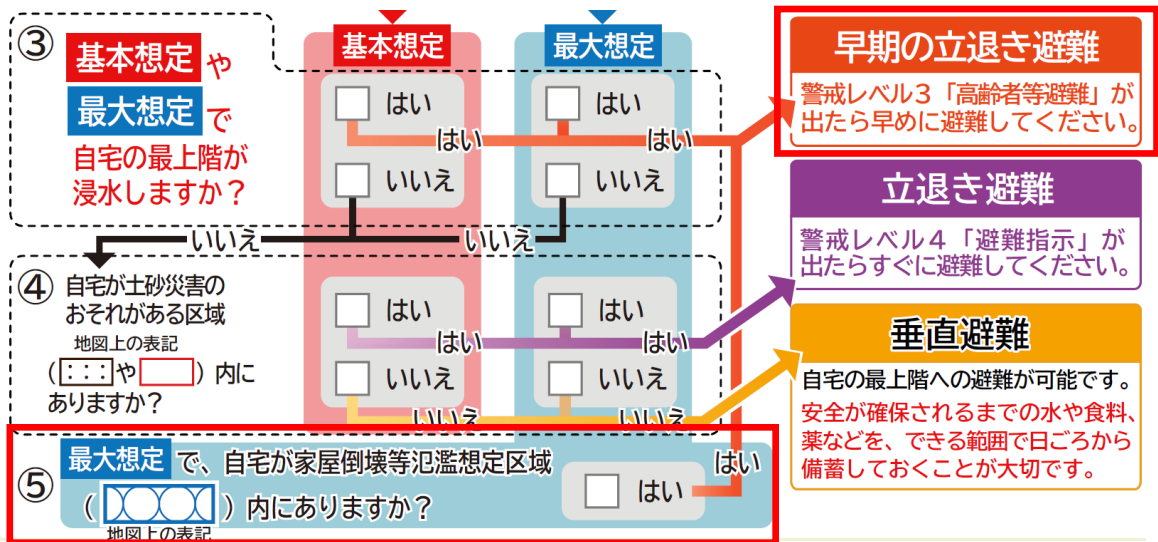 ③
基本想定 や
最大想定 で
自宅の最上階が
浸水しますか？
基本想定
最大想定
はい
はい
はい
はい
いいえ
いいえ
いいえ
いいえ
④
自宅が土砂災害の
おそれがある区域
地図上の表記
（ や ）内に
ありますか？
はい
はい
はい
はい
いいえ
いいえ
いいえ
いいえ
⑤
最大想定 で、自宅が家屋倒壊等氾濫想定区域
（ ）内にありますか？
地図上の表記
はい
はい
早期の立退き避難
警戒レベル3「高齢者等避難」が
出たら早めに避難してください。
立退き避難
警戒レベル4「避難指示」が
出たらすぐに避難してください。
垂直避難
自宅の最上階への避難が可能です。
安全が確保されるまでの水や食料、
薬などを、できる範囲で日ごろから
備蓄しておくことが大切です。